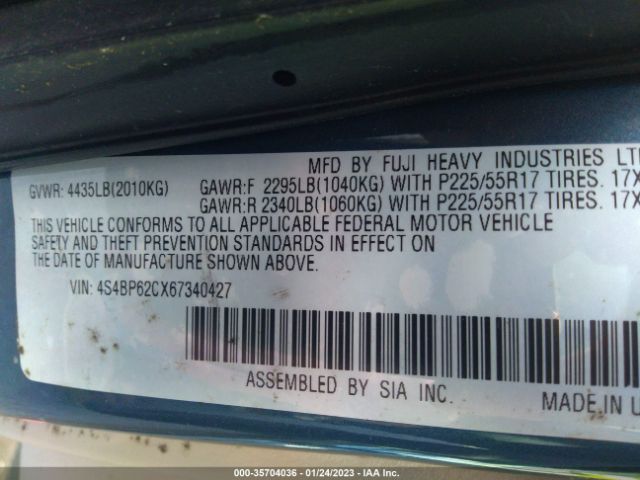 MFD BY FUJI HEAVY INDUSTRIES LTD
GVWR: 4435LB(2010KG) GAWR:F 2295LB(1040KG) WITH P225/55R17 TIRES. 17X
GAWR:R 2340LB(1060KG) WITH P225/55R17 TIRES. 17X
THIS VEHICLE CONFORMS TO ALL APPLICABLE FEDERAL MOTOR VEHICLE
SAFETY AND THEFT PREVENTION STANDARDS IN EFFECT ON
THE DATE OF MANUFACTURE SHOWN ABOVE.
VIN: 4S4BP62CX67340427
ASSEMBLED BY SIA INC.
MADE IN U
000-35704036 - 01/24/2023 - IAA Inc.